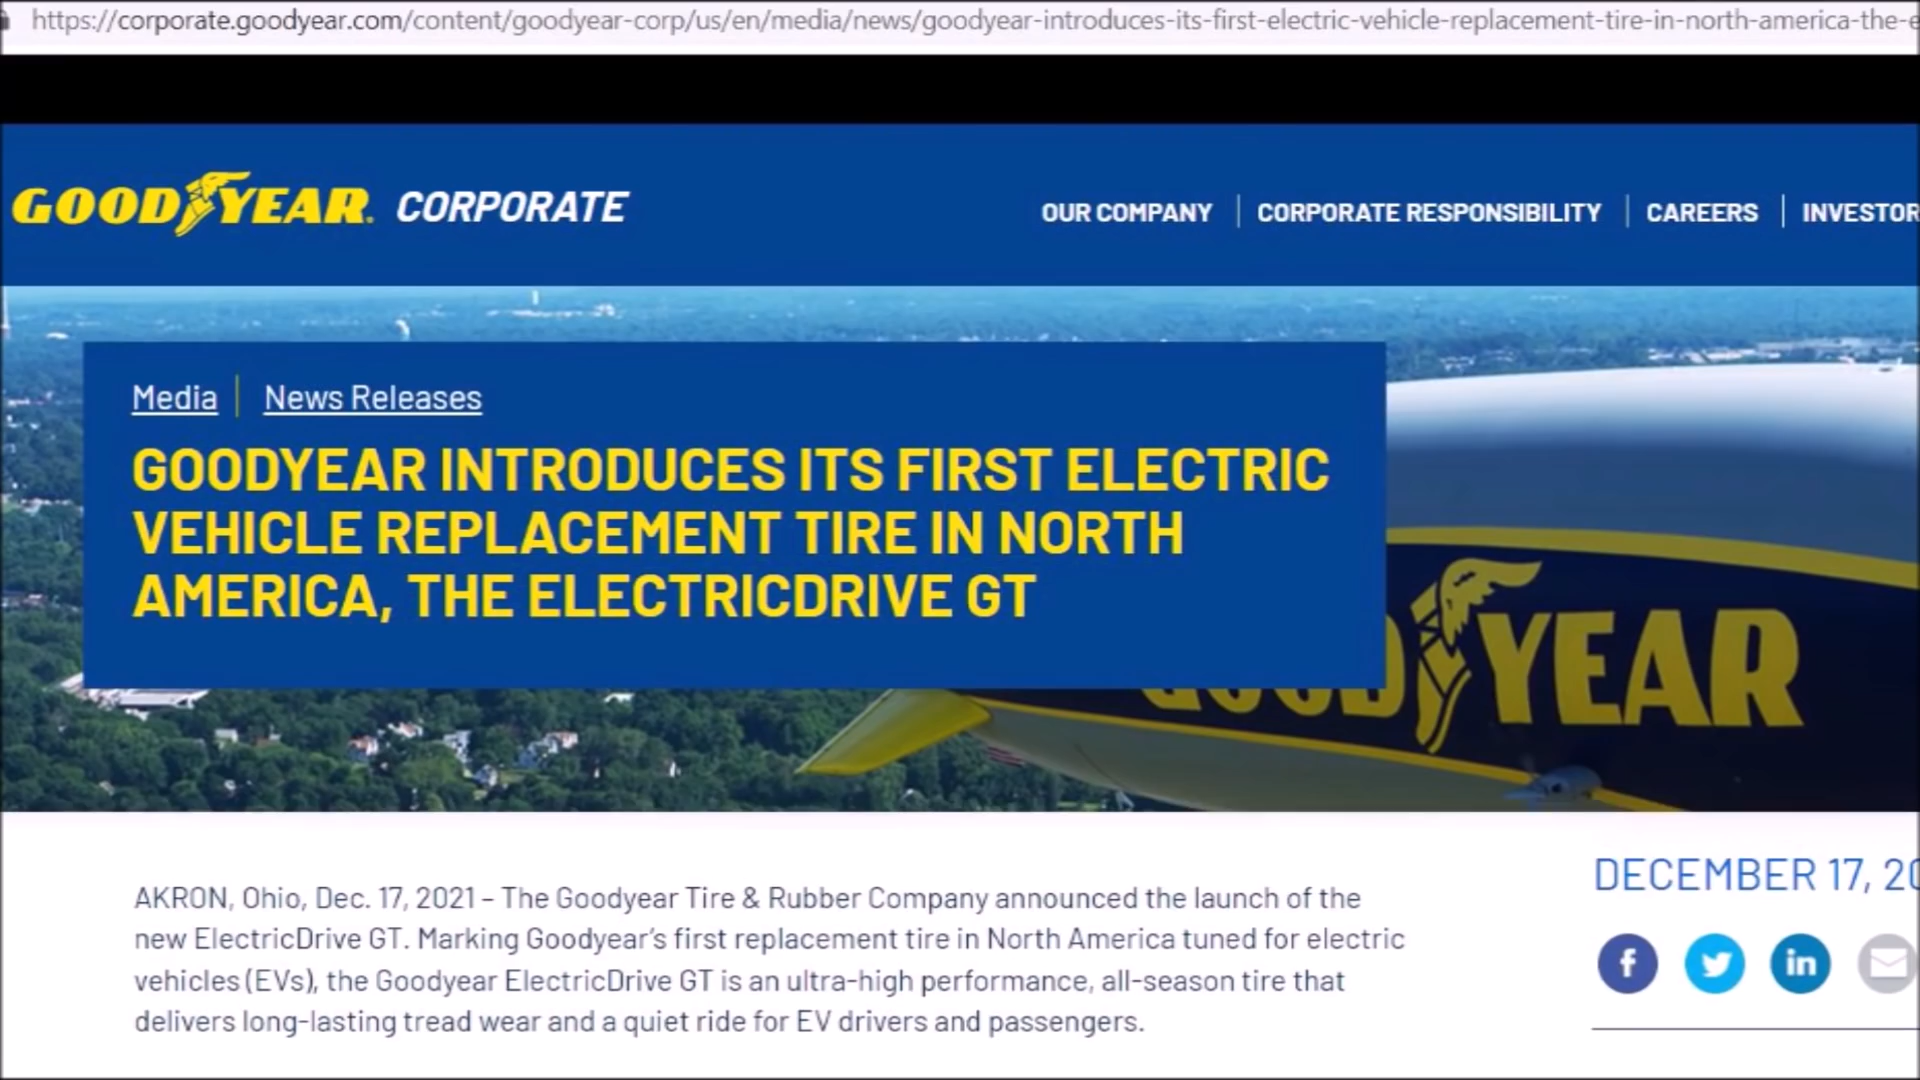 https://corporate.goodyear.com/content/goodyear-corp/us/en/media/news/goodyear-introduces-its-first-electric-vehicle-replacement-tire-in-north-america-the-e
GOODYEAR. CORPORATE
OUR COMPANY | CORPORATE RESPONSIBILITY | CAREERS | INVESTOR
Media | News Releases
GOODYEAR INTRODUCES ITS FIRST ELECTRIC
VEHICLE REPLACEMENT TIRE IN NORTH
AMERICA, THE ELECTRICDRIVE GT
GOODYEAR
DECEMBER 17, 20
AKRON, Ohio, Dec. 17, 2021 – The Goodyear Tire & Rubber Company announced the launch of the
new ElectricDrive GT. Marking Goodyear's first replacement tire in North America tuned for electric
vehicles (EVs), the Goodyear ElectricDrive GT is an ultra-high performance, all-season tire that
delivers long-lasting tread wear and a quiet ride for EV drivers and passengers.